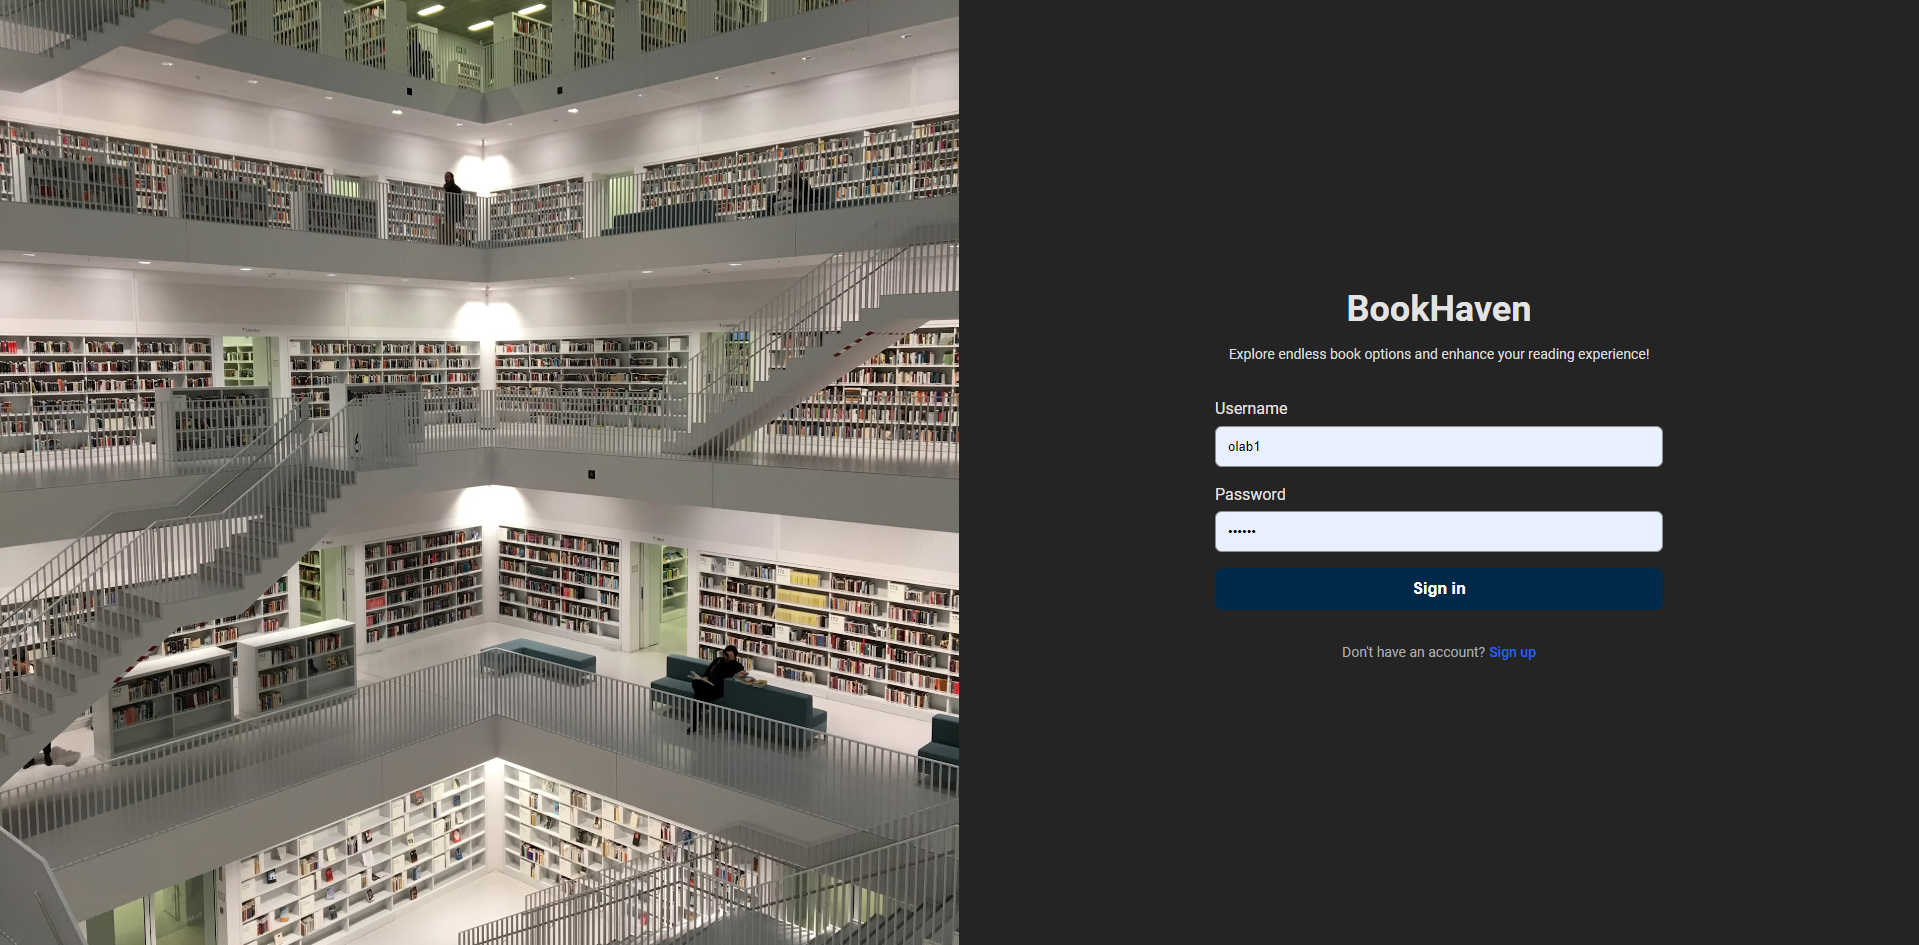 BookHaven
Explore endless book options and enhance your reading experience!
Username
olab1
Password
••••••
Sign in
Don't have an account? Sign up